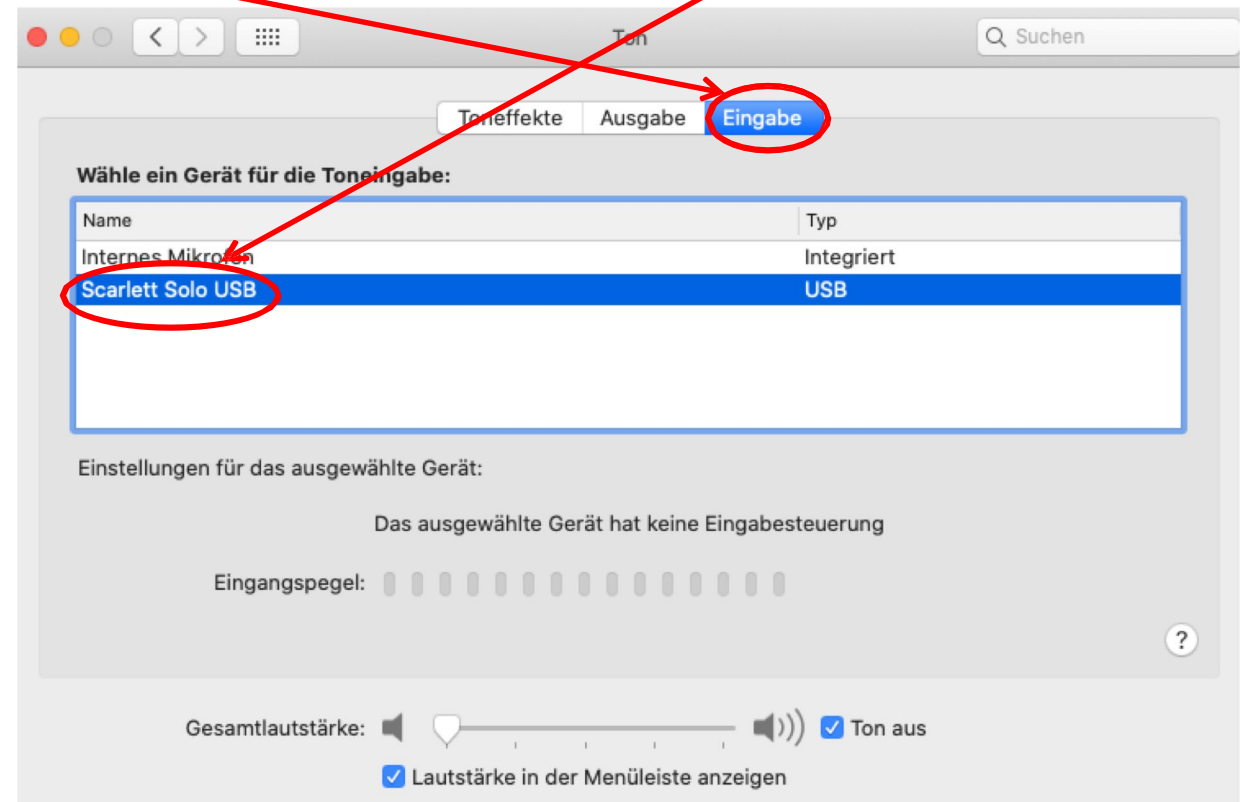 Ton
Suchen
Toneffekte Ausgabe Eingabe
Wähle ein Gerät für die Toneingabe:
Name Typ
Internes Mikrofon Integriert
Scarlett Solo USB USB
Einstellungen für das ausgewählte Gerät:
Das ausgewählte Gerät hat keine Eingabesteuerung
Eingangspegel:
?
Gesamtlautstärke: Ton aus
Lautstärke in der Menüleiste anzeigen